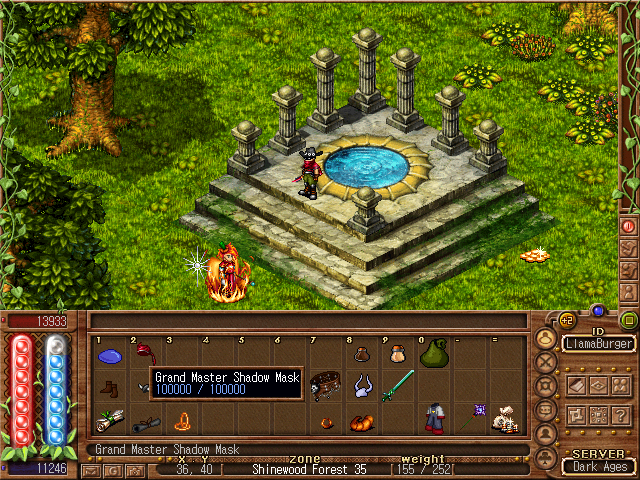 13933
1 2 3 4 5 6 7 8 9 0 - =
+2
ID
LlamaBurger
Grand Master Shadow Mask
100000 / 100000
Grand Master Shadow Mask
11246
X . Y
zone
weight
36, 40
Shinewood Forest 35
155 / 252
G
?
SERVER
Dark Ages